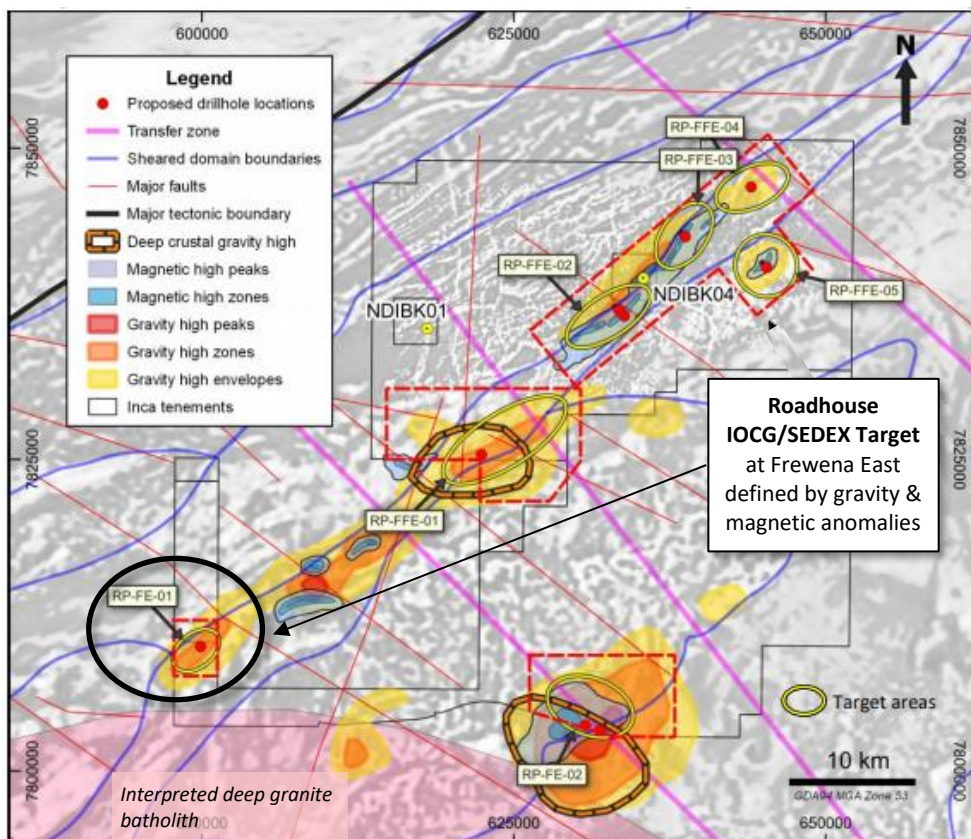 600000
625000
650000
N
Legend
Proposed drillhole locations
Transfer zone
Sheared domain boundaries
Major faults
Major tectonic boundary
Deep crustal gravity high
Magnetic high peaks
Magnetic high zones
Gravity high peaks
Gravity high zones
Gravity high envelopes
Inca tenements
7850000
7850000
RP-FFE-04
RP-FFE-03
RP-FFE-02
NDIBK01
NDIBK04
RP-FFE-05
Roadhouse
IOCG/SEDEX Target
at Frewena East
defined by gravity &
magnetic anomalies
7825000
7825000
RP-FFE-01
RP-FE-01
Target areas
RP-FE-02
10 km
GDA94 MGA Zone 53
7800000
7800000
Interpreted deep granite
batholith
600000
625000
650000